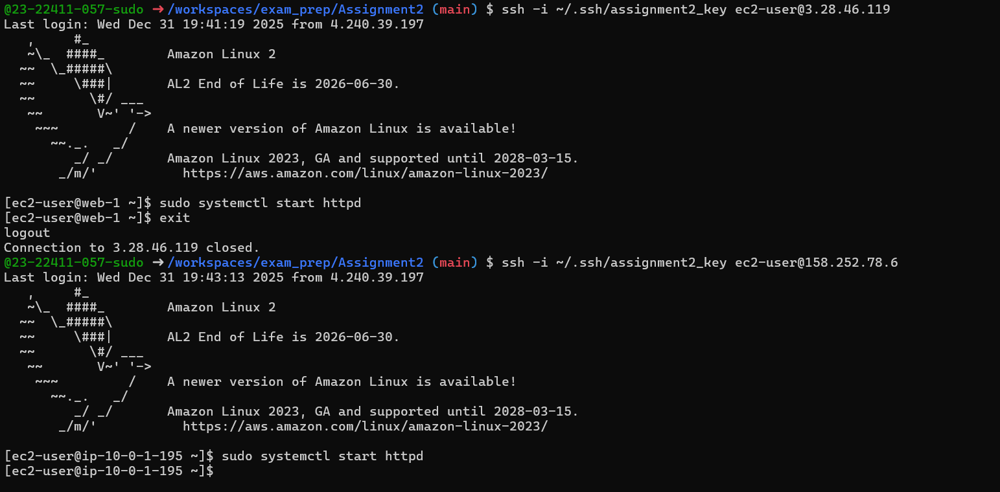 @23-22411-057-sudo ➜ /workspaces/exam_prep/Assignment2 (main) $ ssh -i ~/.ssh/assignment2_key ec2-user@3.28.46.119
Last login: Wed Dec 31 19:41:19 2025 from 4.240.39.197
   ,     #_
   ~\_  ####_        Amazon Linux 2
  ~~  \_#####\
  ~~     \###|       AL2 End of Life is 2026-06-30.
  ~~       \#/ ___
   ~~       V~' '->
    ~~~         /    A newer version of Amazon Linux is available!
      ~~._.   _/
         _/ _/       Amazon Linux 2023, GA and supported until 2028-03-15.
       _/m/'           https://aws.amazon.com/linux/amazon-linux-2023/

[ec2-user@web-1 ~]$ sudo systemctl start httpd
[ec2-user@web-1 ~]$ exit
logout
Connection to 3.28.46.119 closed.
@23-22411-057-sudo ➜ /workspaces/exam_prep/Assignment2 (main) $ ssh -i ~/.ssh/assignment2_key ec2-user@158.252.78.6
Last login: Wed Dec 31 19:43:13 2025 from 4.240.39.197
   ,     #_
   ~\_  ####_        Amazon Linux 2
  ~~  \_#####\
  ~~     \###|       AL2 End of Life is 2026-06-30.
  ~~       \#/ ___
   ~~       V~' '->
    ~~~         /    A newer version of Amazon Linux is available!
      ~~._.   _/
         _/ _/       Amazon Linux 2023, GA and supported until 2028-03-15.
       _/m/'           https://aws.amazon.com/linux/amazon-linux-2023/

[ec2-user@ip-10-0-1-195 ~]$ sudo systemctl start httpd
[ec2-user@ip-10-0-1-195 ~]$